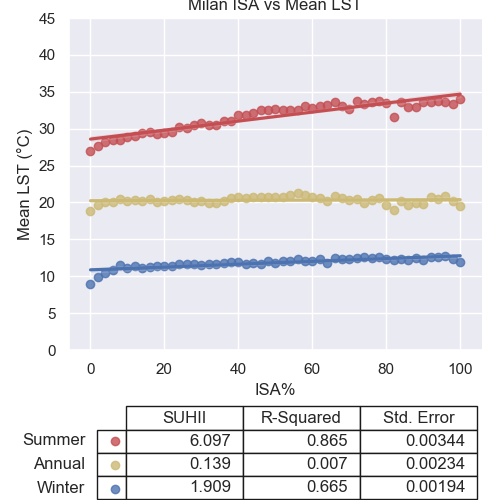 Milan ISA vs Mean LST
45
40
35
30
25
20
15
10
5
0
Mean LST (°C)
0 20 40 60 80 100
ISA%
SUHII R-Squared Std. Error
Summer 6.097 0.865 0.00344
Annual 0.139 0.007 0.00234
Winter 1.909 0.665 0.00194